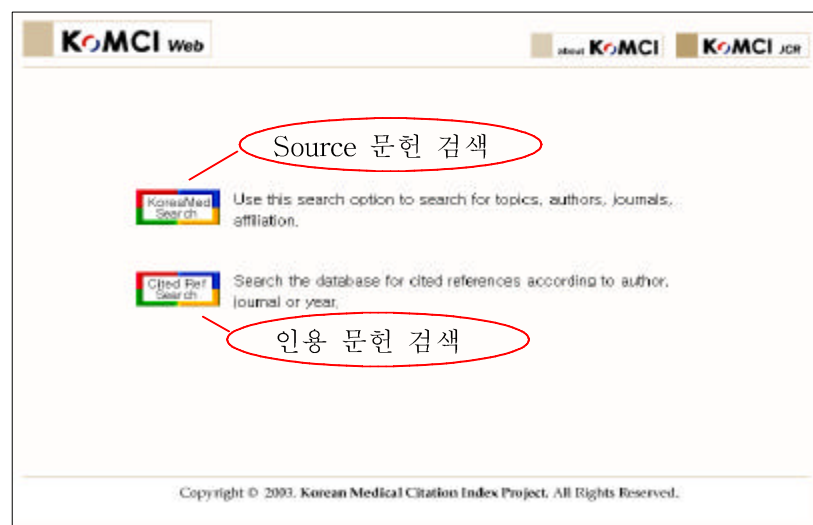 KoMCI Web
about KoMCI
KoMCI JCR
Source 문헌 검색
KoreaMed
Search
Use this search option to search for topics, authors, journals,
affiliation.
Cited Ref
Search
Search the database for cited references according to author,
journal or year.
인용 문헌 검색
Copyright © 2003. Korean Medical Citation Index Project. All Rights Reserved.